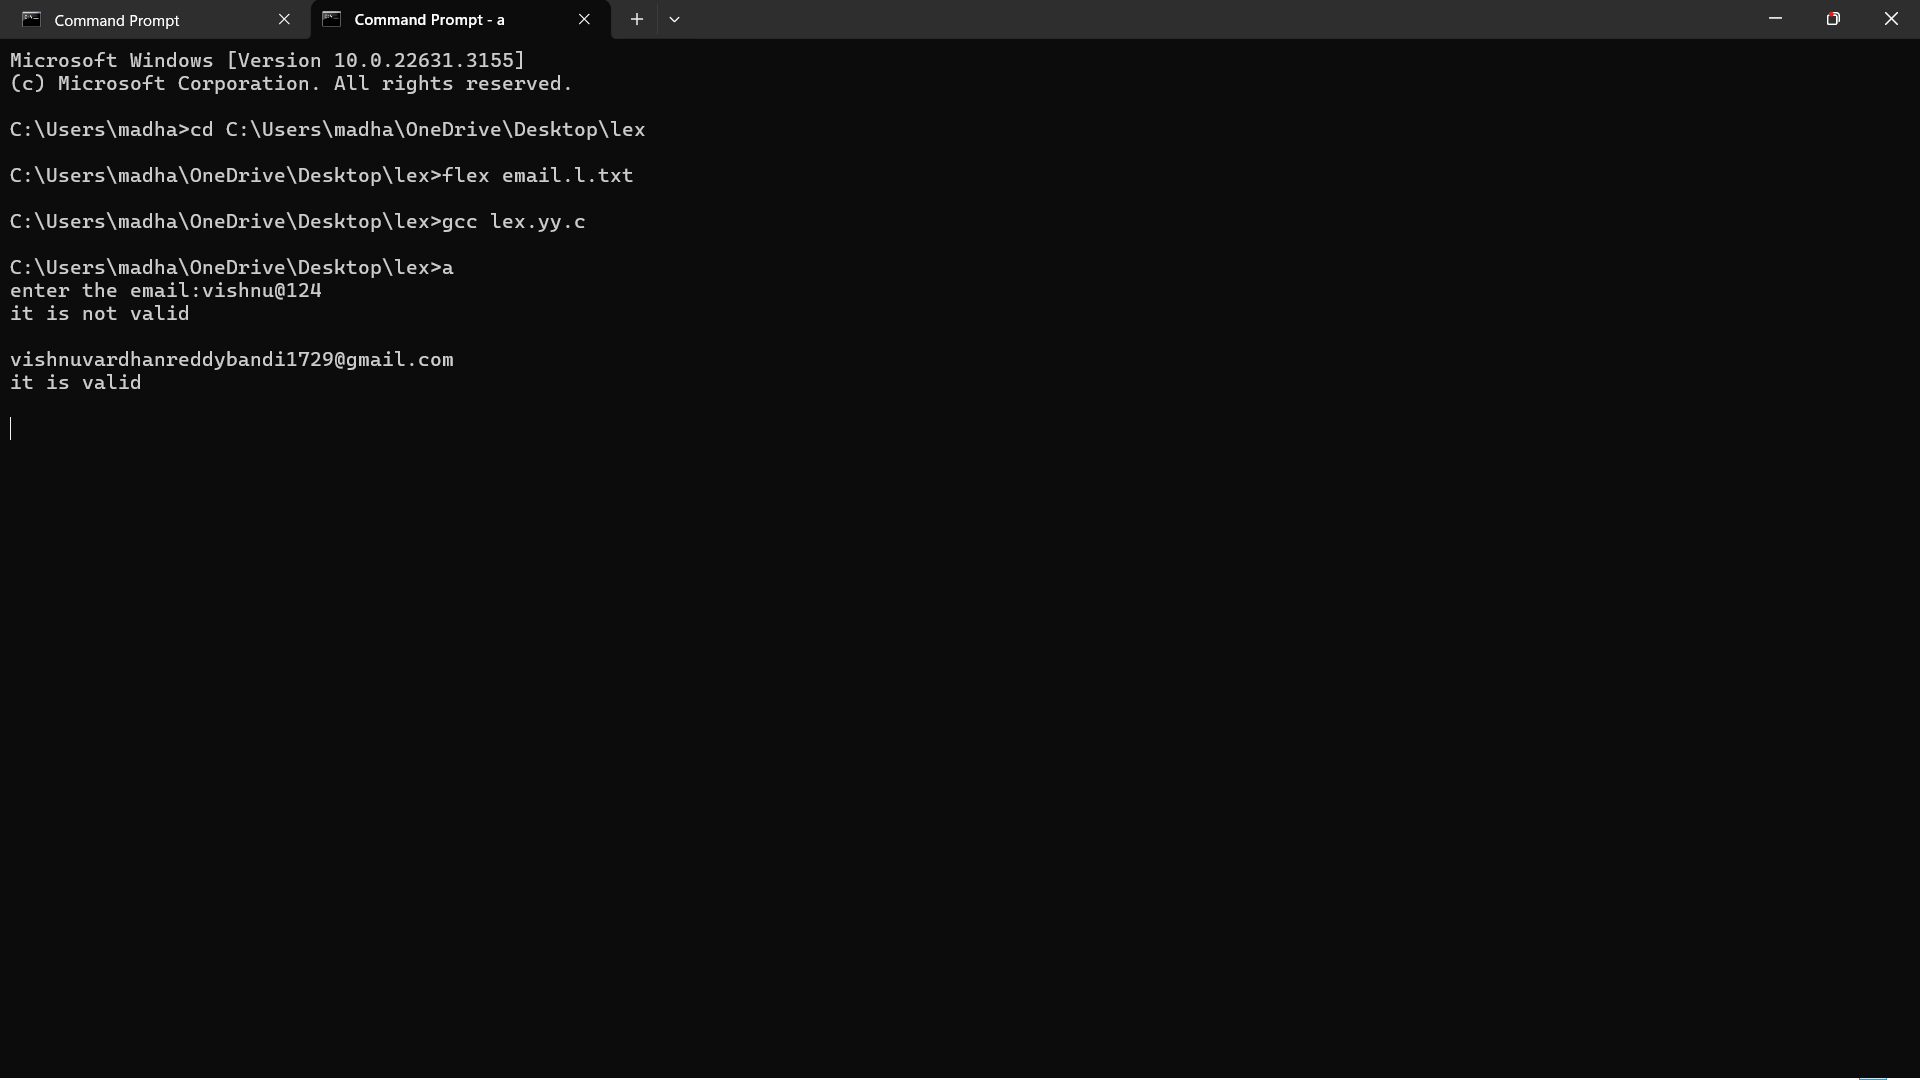 Command Prompt
Command Prompt - a
Microsoft Windows [Version 10.0.22631.3155]
(c) Microsoft Corporation. All rights reserved.
C:\Users\madha>cd C:\Users\madha\OneDrive\Desktop\lex
C:\Users\madha\OneDrive\Desktop\lex>flex email.l.txt
C:\Users\madha\OneDrive\Desktop\lex>gcc lex.yy.c
C:\Users\madha\OneDrive\Desktop\lex>a
enter the email:vishnu@124
it is not valid
vishnuvardhanreddybandi1729@gmail.com
it is valid